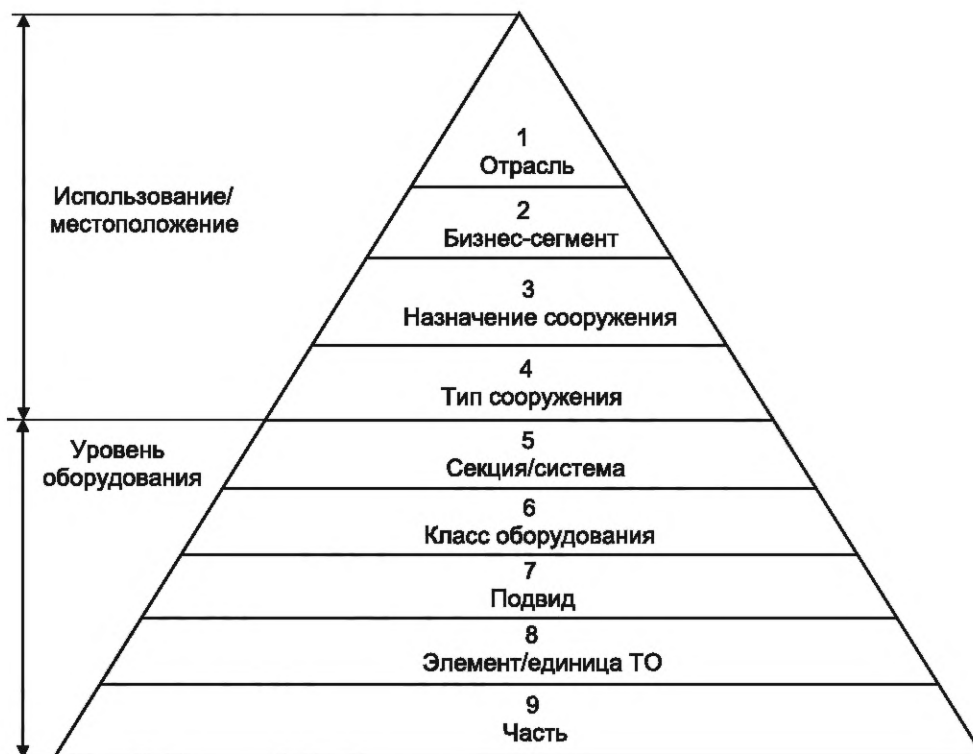 1
Отрасль
Использование/
местоположение
2
Бизнес-сегмент
3
Назначение сооружения
4
Тип сооружения
Уровень
оборудования
5
Секция/система
6
Класс оборудования
7
Подвид
8
Элемент/единица ТО
9
Часть